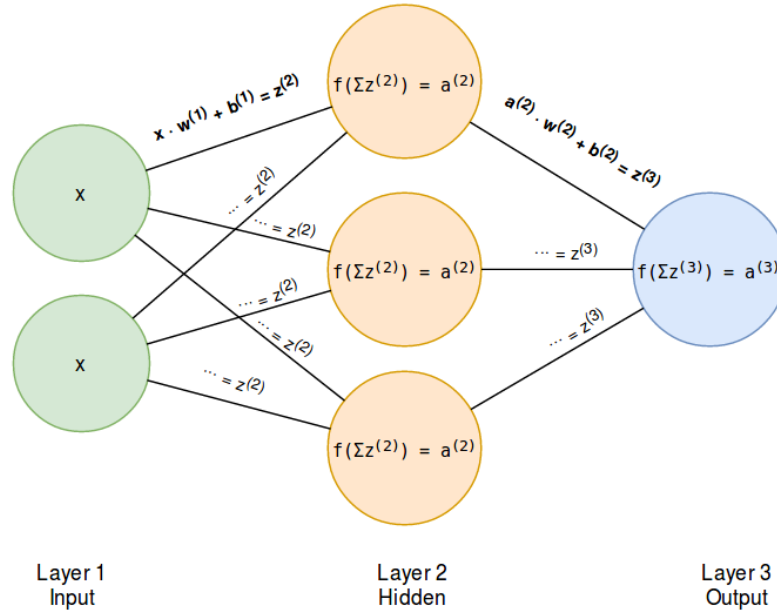 x · w⁽¹⁾ + b⁽¹⁾ = z⁽²⁾
f(Σz⁽²⁾) = a⁽²⁾
a⁽²⁾ · w⁽²⁾ + b⁽²⁾ = z⁽³⁾
x
... = z⁽²⁾
... = z⁽²⁾
f(Σz⁽²⁾) = a⁽²⁾
... = z⁽³⁾
f(Σz⁽³⁾) = a⁽³⁾
... = z⁽²⁾
... = z⁽²⁾
... = z⁽³⁾
x
... = z⁽²⁾
f(Σz⁽²⁾) = a⁽²⁾
Layer 1
Input
Layer 2
Hidden
Layer 3
Output